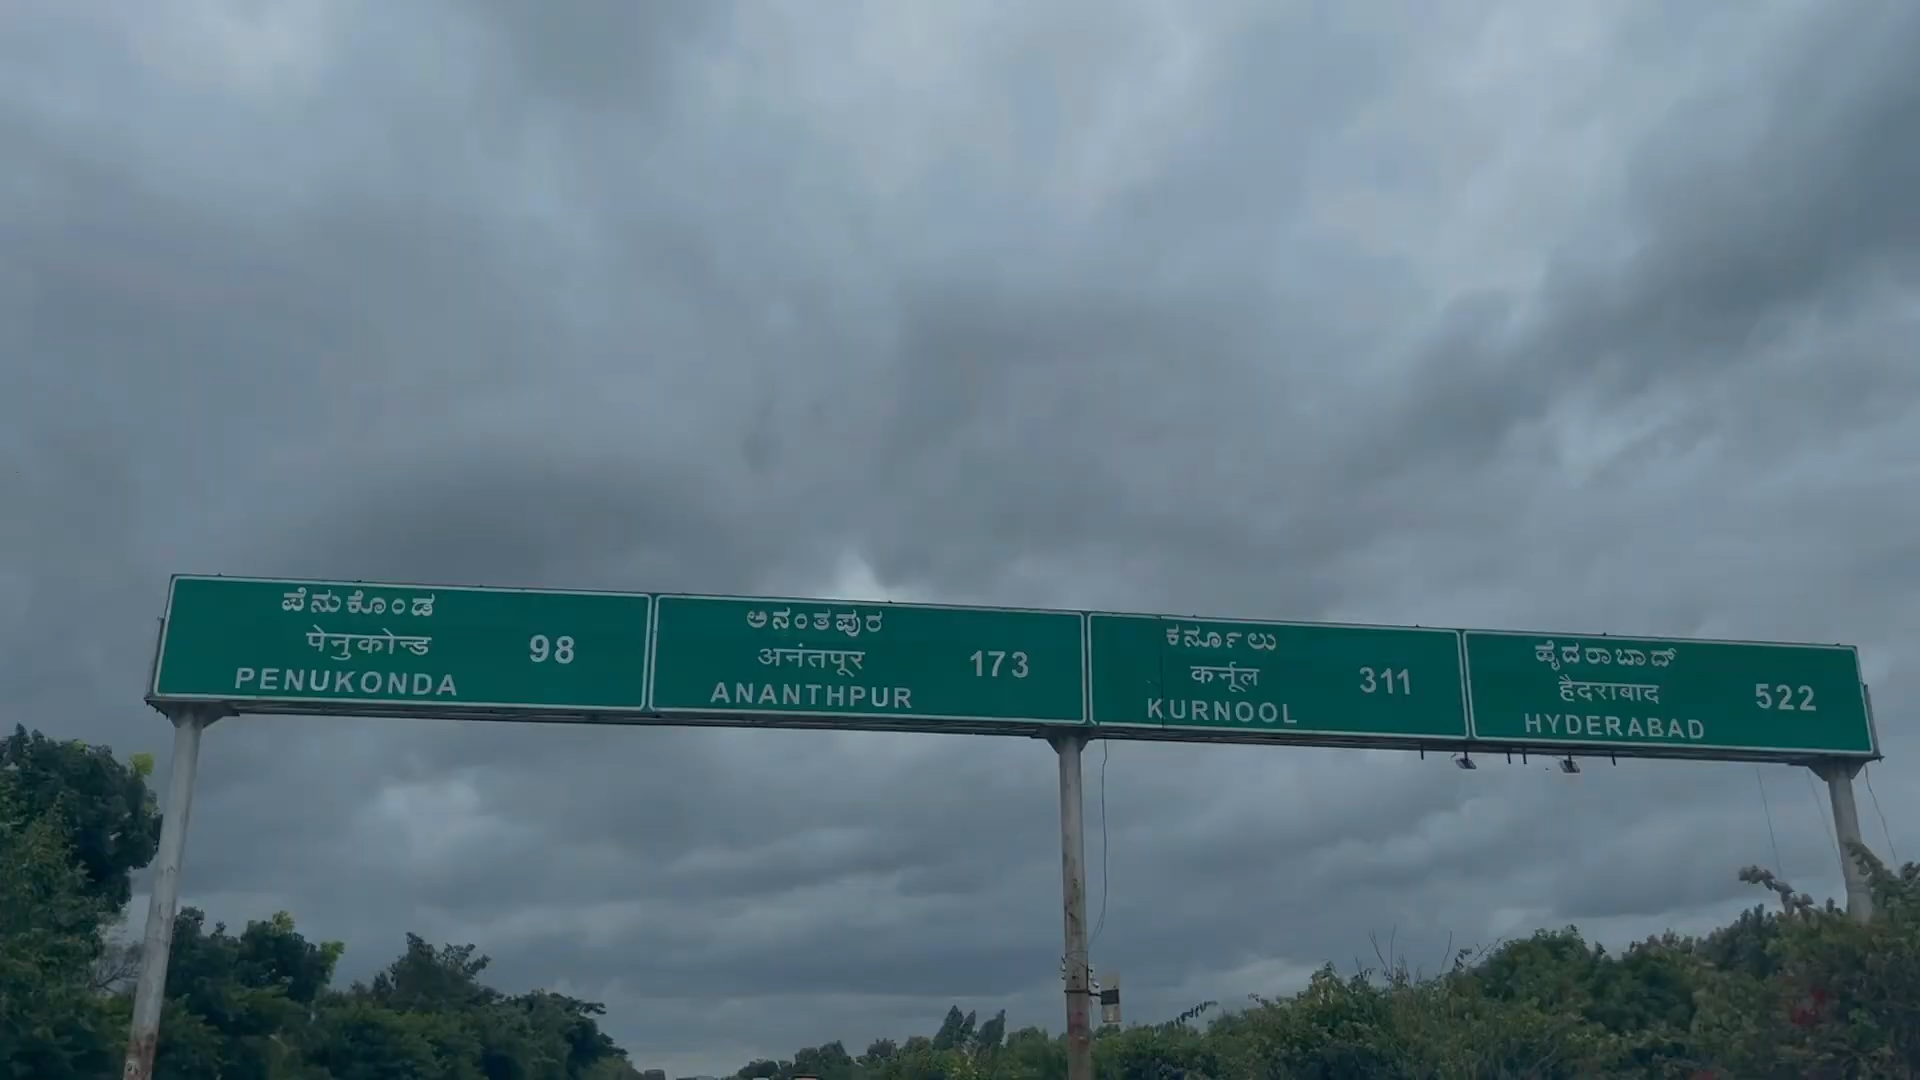 ಪೆನುಕೊಂಡ
पेनुकोन्ड 98
PENUKONDA
ಅನಂತಪುರ
अनंतपूर 173
ANANTHPUR
ಕರ್ನೂಲು
कर्नूल 311
KURNOOL
ಹೈದರಾಬಾದ್
हैदराबाद 522
HYDERABAD